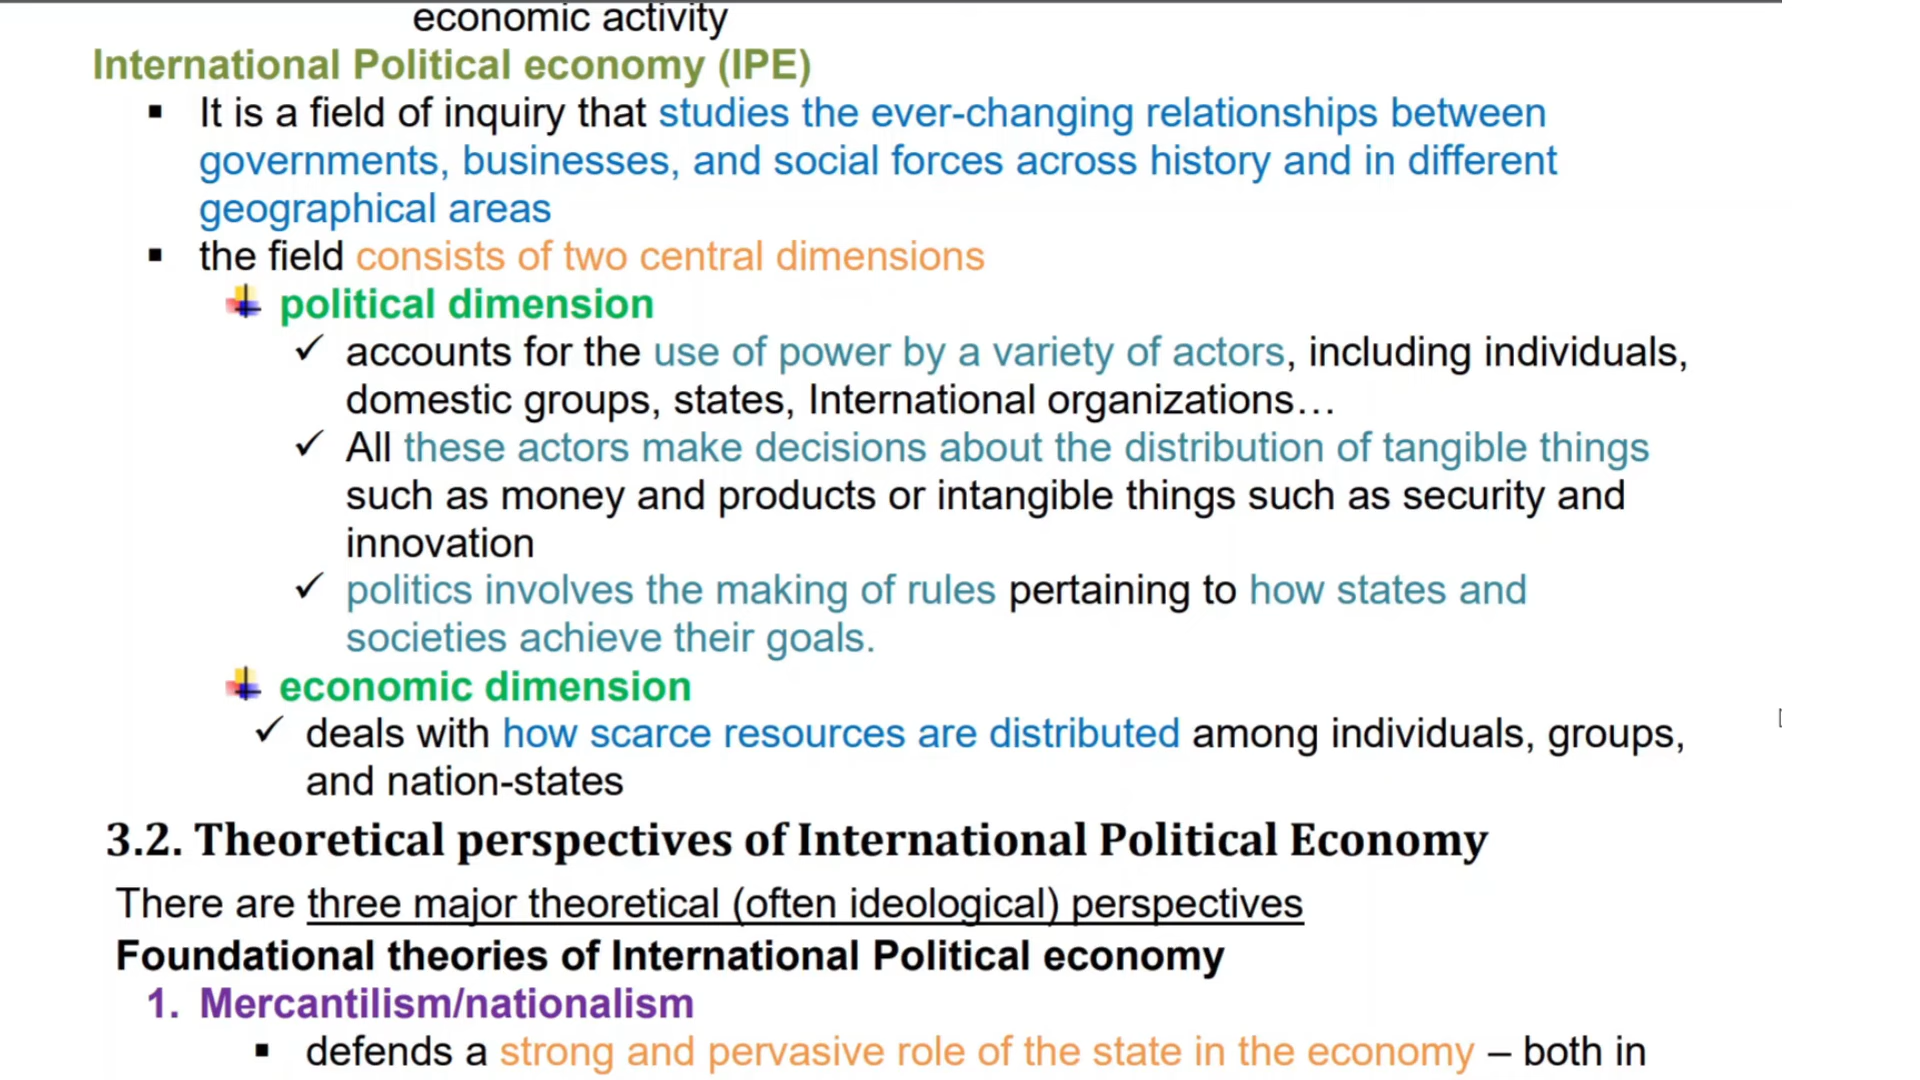 economic activity
International Political economy (IPE)
▪ It is a field of inquiry that studies the ever-changing relationships between
governments, businesses, and social forces across history and in different
geographical areas
▪ the field consists of two central dimensions
political dimension
✓ accounts for the use of power by a variety of actors, including individuals,
domestic groups, states, International organizations…
✓ All these actors make decisions about the distribution of tangible things
such as money and products or intangible things such as security and
innovation
✓ politics involves the making of rules pertaining to how states and
societies achieve their goals.
economic dimension
✓ deals with how scarce resources are distributed among individuals, groups,
and nation-states
3.2. Theoretical perspectives of International Political Economy
There are three major theoretical (often ideological) perspectives
Foundational theories of International Political economy
1. Mercantilism/nationalism
▪ defends a strong and pervasive role of the state in the economy – both in